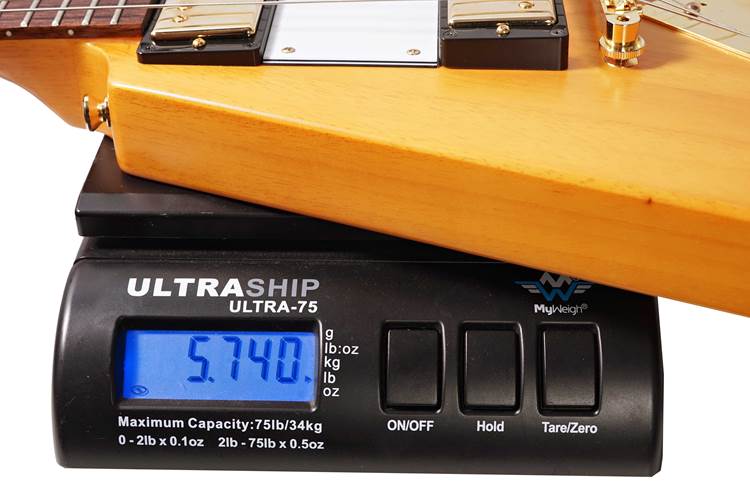 ULTRASHIP
ULTRA-75
MyWeigh®
5.740.
g
lb:oz
kg
lb
oz
Maximum Capacity:75lb/34kg
0 - 2lb x 0.1oz 2lb - 75lb x 0.5oz
ON/OFF
Hold
Tare/Zero